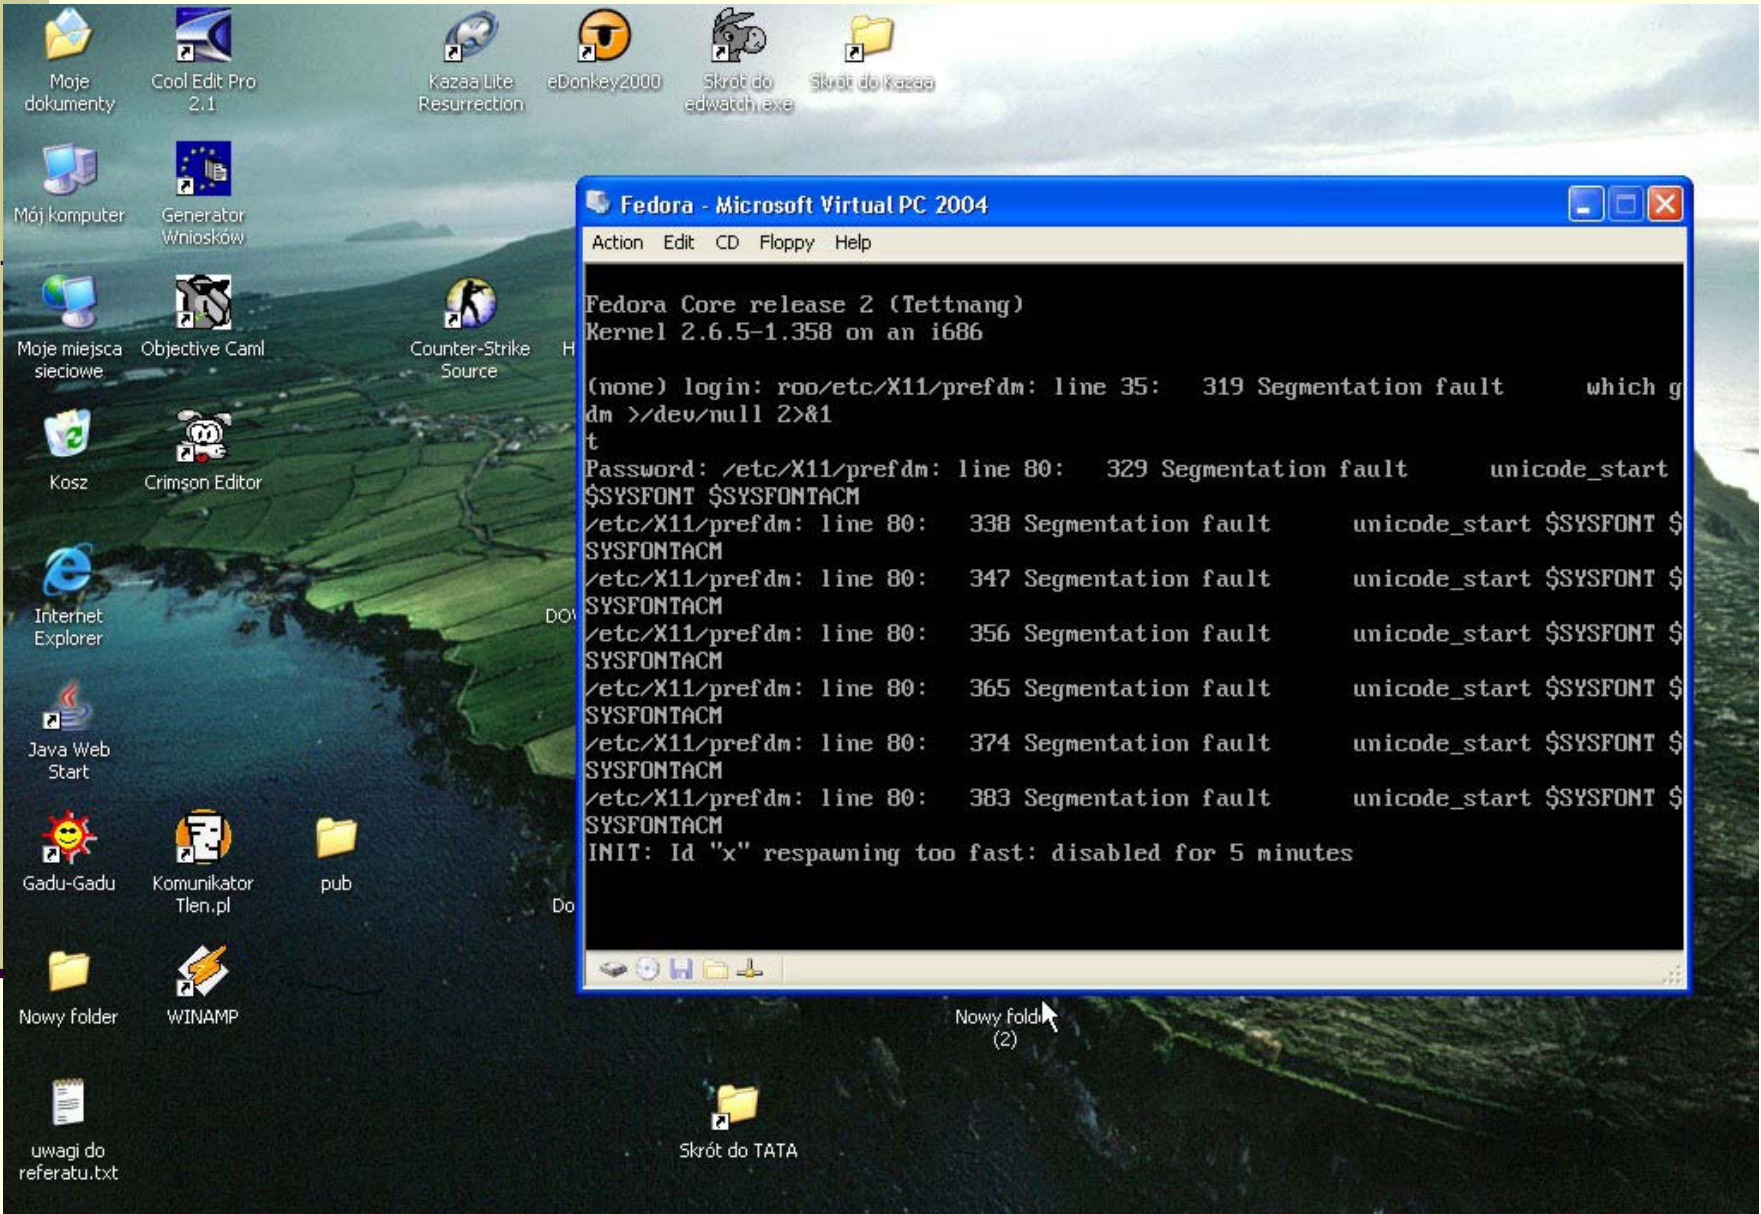 Moje
dokumenty
Cool Edit Pro
2.1
Kazaa Lite
Resurrection
eDonkey2000
Skrót do
edwatch.exe
Skrót do Kazaa
Mój komputer
Generator
Wniosków
Moje miejsca
sieciowe
Objective Caml
Counter-Strike
Source
H
Kosz
Crimson Editor
Internet
Explorer
DO
Java Web
Start
Gadu-Gadu
Komunikator
Tlen.pl
pub
Do
Nowy folder
WINAMP
uwagi do
referatu.txt
Skrót do TATA
Nowy folder
(2)
Fedora - Microsoft Virtual PC 2004
Action Edit CD Floppy Help
Fedora Core release 2 (Tettnang)
Kernel 2.6.5-1.358 on an i686
(none) login: roo/etc/X11/prefdm: line 35:   319 Segmentation fault      which g
dm >/dev/null 2>&1
t
Password: /etc/X11/prefdm: line 80:   329 Segmentation fault      unicode_start
$SYSFONT $SYSFONTACM
/etc/X11/prefdm: line 80:   338 Segmentation fault      unicode_start $SYSFONT $
SYSFONTACM
/etc/X11/prefdm: line 80:   347 Segmentation fault      unicode_start $SYSFONT $
SYSFONTACM
/etc/X11/prefdm: line 80:   356 Segmentation fault      unicode_start $SYSFONT $
SYSFONTACM
/etc/X11/prefdm: line 80:   365 Segmentation fault      unicode_start $SYSFONT $
SYSFONTACM
/etc/X11/prefdm: line 80:   374 Segmentation fault      unicode_start $SYSFONT $
SYSFONTACM
/etc/X11/prefdm: line 80:   383 Segmentation fault      unicode_start $SYSFONT $
SYSFONTACM
INIT: Id "x" respawning too fast: disabled for 5 minutes